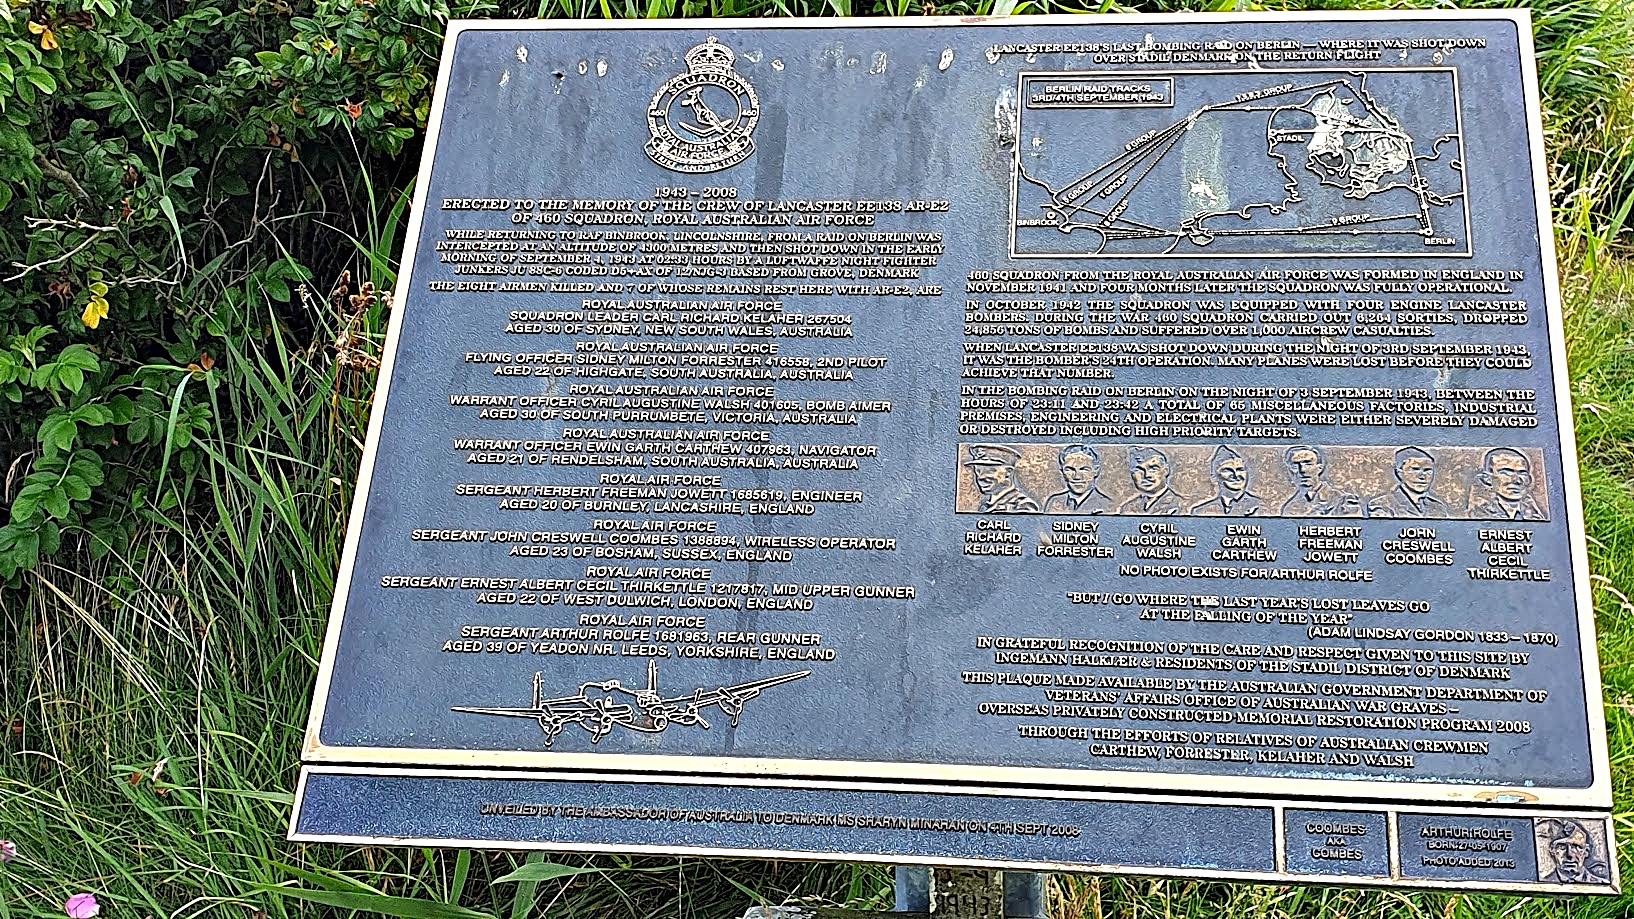 SQUADRON
460 460
ROYAL AUSTRALIAN
AIR FORCE
STRIKE AND RETURN
1943 – 2008
ERECTED TO THE MEMORY OF THE CREW OF LANCASTER EE138 AR-E2
OF 460 SQUADRON, ROYAL AUSTRALIAN AIR FORCE
WHILE RETURNING TO RAF BINBROOK, LINCOLNSHIRE, FROM A RAID ON BERLIN WAS
INTERCEPTED AT AN ALTITUDE OF 4300 METRES AND THEN SHOT DOWN IN THE EARLY
MORNING OF SEPTEMBER 4, 1943 AT 02:33 HOURS BY A LUFTWAFFE NIGHT FIGHTER
JUNKERS JU 88C-6 CODED D5+AX OF 12/NJG-3 BASED FROM GROVE, DENMARK
THE EIGHT AIRMEN KILLED AND 7 OF WHOSE REMAINS REST HERE WITH AR-E2, ARE
ROYAL AUSTRALIAN AIR FORCE
SQUADRON LEADER CARL RICHARD KELAHER 267504
AGED 30 OF SYDNEY, NEW SOUTH WALES, AUSTRALIA
ROYAL AUSTRALIAN AIR FORCE
FLYING OFFICER SIDNEY MILTON FORRESTER 416558, 2ND PILOT
AGED 22 OF HIGHGATE, SOUTH AUSTRALIA, AUSTRALIA
ROYAL AUSTRALIAN AIR FORCE
WARRANT OFFICER CYRIL AUGUSTINE WALSH 401605, BOMB AIMER
AGED 30 OF SOUTH PURRUMBETE, VICTORIA, AUSTRALIA
ROYAL AUSTRALIAN AIR FORCE
WARRANT OFFICER EWIN GARTH CARTHEW 407963, NAVIGATOR
AGED 21 OF RENDELSHAM, SOUTH AUSTRALIA, AUSTRALIA
ROYAL AIR FORCE
SERGEANT HERBERT FREEMAN JOWETT 1685619, ENGINEER
AGED 20 OF BURNLEY, LANCASHIRE, ENGLAND
ROYAL AIR FORCE
SERGEANT JOHN CRESWELL COOMBES 1388894, WIRELESS OPERATOR
AGED 23 OF BOSHAM, SUSSEX, ENGLAND
ROYAL AIR FORCE
SERGEANT ERNEST ALBERT CECIL THIRKETTLE 1217817, MID UPPER GUNNER
AGED 22 OF WEST DULWICH, LONDON, ENGLAND
ROYAL AIR FORCE
SERGEANT ARTHUR ROLFE 1681963, REAR GUNNER
AGED 39 OF YEADON NR. LEEDS, YORKSHIRE, ENGLAND
LANCASTER EE138'S LAST BOMBING RAID ON BERLIN — WHERE IT WAS SHOT DOWN
OVER STADIL DENMARK ON THE RETURN FLIGHT
BERLIN RAID TRACKS
3RD/4TH SEPTEMBER 1943
GROUP
STADIL
GROUP
GROUP
1 GROUP
GROUP
BINBROOK
GROUP
BERLIN
460 SQUADRON FROM THE ROYAL AUSTRALIAN AIR FORCE WAS FORMED IN ENGLAND IN
NOVEMBER 1941 AND FOUR MONTHS LATER THE SQUADRON WAS FULLY OPERATIONAL.
IN OCTOBER 1942 THE SQUADRON WAS EQUIPPED WITH FOUR ENGINE LANCASTER
BOMBERS. DURING THE WAR 460 SQUADRON CARRIED OUT 6,264 SORTIES, DROPPED
24,856 TONS OF BOMBS AND SUFFERED OVER 1,000 AIRCREW CASUALTIES.
WHEN LANCASTER EE138 WAS SHOT DOWN DURING THE NIGHT OF 3RD SEPTEMBER 1943,
IT WAS THE BOMBER'S 24TH OPERATION. MANY PLANES WERE LOST BEFORE THEY COULD
ACHIEVE THAT NUMBER.
IN THE BOMBING RAID ON BERLIN ON THE NIGHT OF 3 SEPTEMBER 1943, BETWEEN THE
HOURS OF 23-11 AND 23-42 A TOTAL OF 65 MISCELLANEOUS FACTORIES, INDUSTRIAL
PREMISES, ENGINEERING AND ELECTRICAL PLANTS WERE EITHER SEVERELY DAMAGED
OR DESTROYED INCLUDING HIGH PRIORITY TARGETS.
CARL SIDNEY CYRIL EWIN HERBERT JOHN ERNEST
RICHARD MILTON AUGUSTINE GARTH FREEMAN CRESWELL ALBERT
KELAHER FORRESTER WALSH CARTHEW JOWETT COOMBES CECIL
THIRKETTLE
NO PHOTO EXISTS FOR ARTHUR ROLFE
"BUT I GO WHERE THE LAST YEAR'S LOST LEAVES GO
AT THE FALLING OF THE YEAR"
(ADAM LINDSAY GORDON 1833 – 1870)
IN GRATEFUL RECOGNITION OF THE CARE AND RESPECT GIVEN TO THIS SITE BY
INGEMANN HALKJÆR & RESIDENTS OF THE STADIL DISTRICT OF DENMARK
THIS PLAQUE MADE AVAILABLE BY THE AUSTRALIAN GOVERNMENT DEPARTMENT OF
VETERANS' AFFAIRS OFFICE OF AUSTRALIAN WAR GRAVES –
OVERSEAS PRIVATELY CONSTRUCTED MEMORIAL RESTORATION PROGRAM 2008
THROUGH THE EFFORTS OF RELATIVES OF AUSTRALIAN CREWMEN
CARTHEW, FORRESTER, KELAHER AND WALSH
UNVEILED BY THE AMBASSADOR OF AUSTRALIA TO DENMARK MS SHARYN MINAHAN ON 4TH SEPT 2008
COOMBES
AKA
COMBES
ARTHUR ROLFE
BORN 27-05-1907
PHOTO ADDED 2013
1943